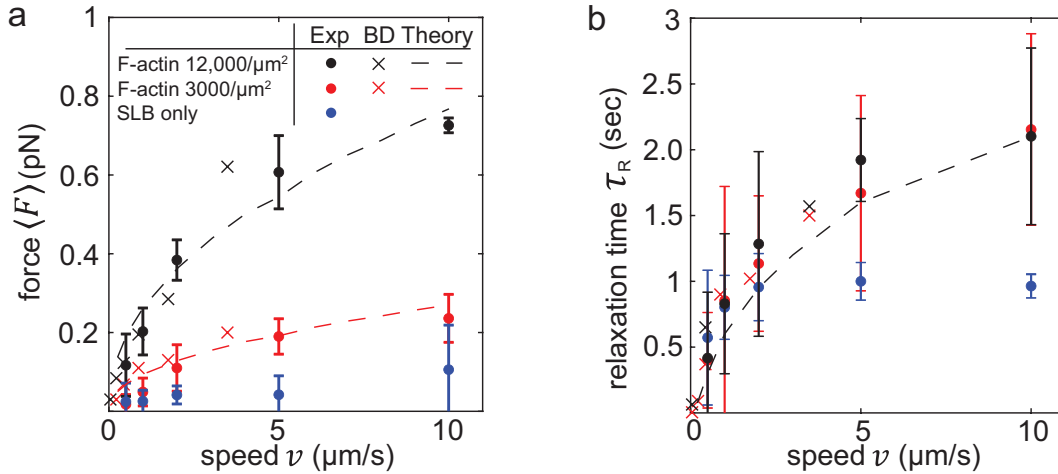 a
Exp BD Theory
F-actin 12,000/μm²
F-actin 3000/μm²
SLB only
force ⟨F⟩ (pN)
1
0.8
0.6
0.4
0.2
0 5 10
speed v (μm/s)
b
relaxation time τR (sec)
3.0
2.5
2.0
1.5
1.0
0.5
0 5 10
speed v (μm/s)